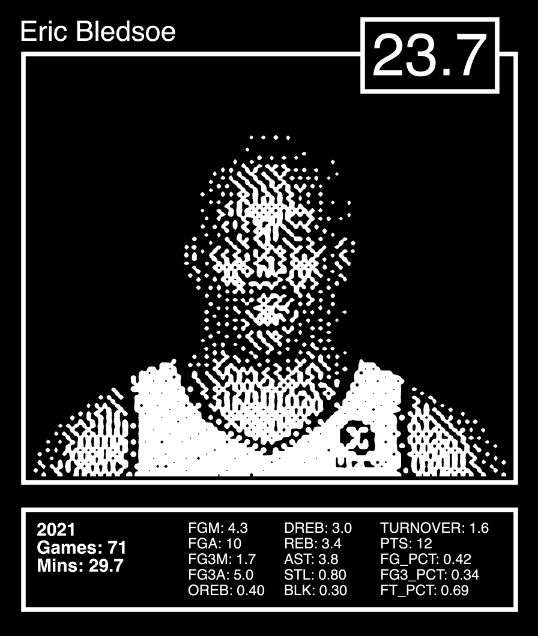 Eric Bledsoe
23.7
2021
Games: 71
Mins: 29.7
FGM: 4.3
FGA: 10
FG3M: 1.7
FG3A: 5.0
OREB: 0.40
DREB: 3.0
REB: 3.4
AST: 3.8
STL: 0.80
BLK: 0.30
TURNOVER: 1.6
PTS: 12
FG_PCT: 0.42
FG3_PCT: 0.34
FT_PCT: 0.69